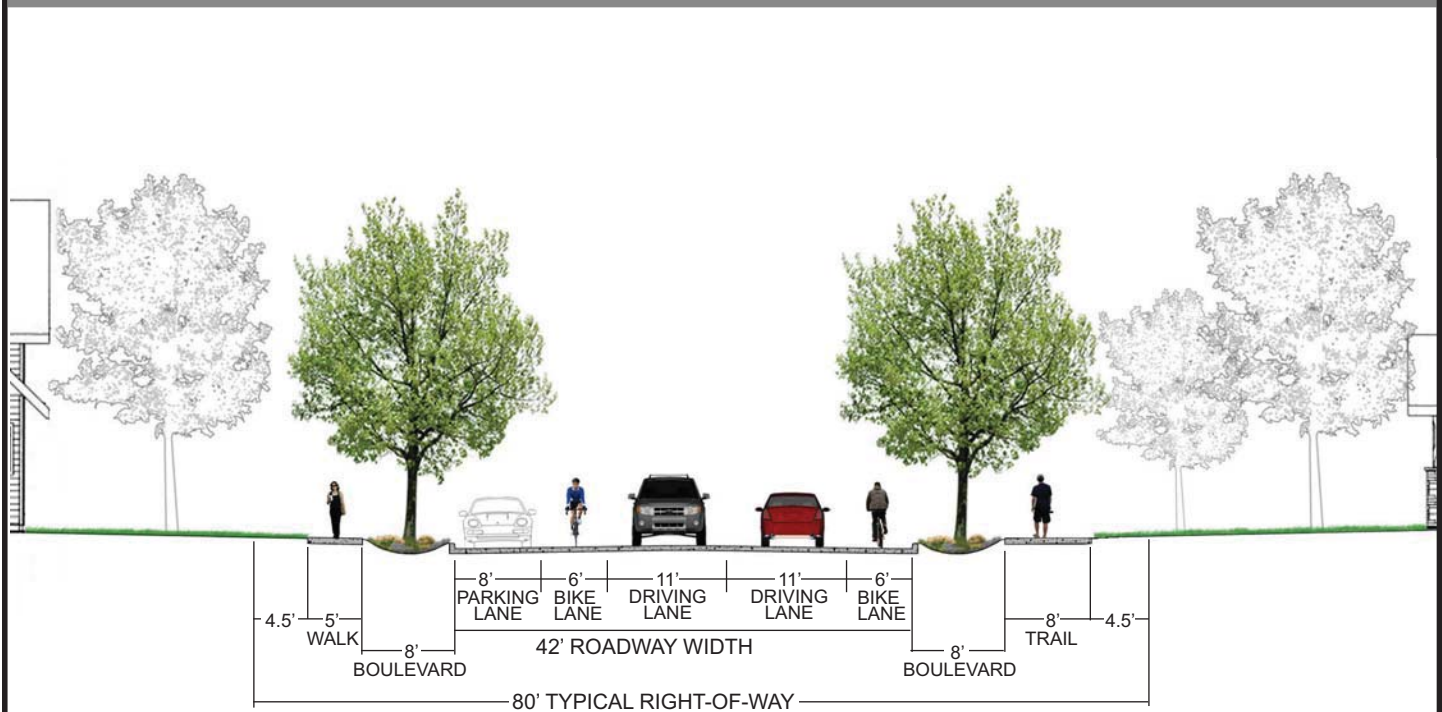 8’
PARKING
LANE
6’
BIKE
LANE
11’
DRIVING
LANE
11’
DRIVING
LANE
6’
BIKE
LANE
4.5’
5’
WALK
8’
BOULEVARD
42’ ROADWAY WIDTH
8’
BOULEVARD
8’
TRAIL
4.5’
80’ TYPICAL RIGHT-OF-WAY